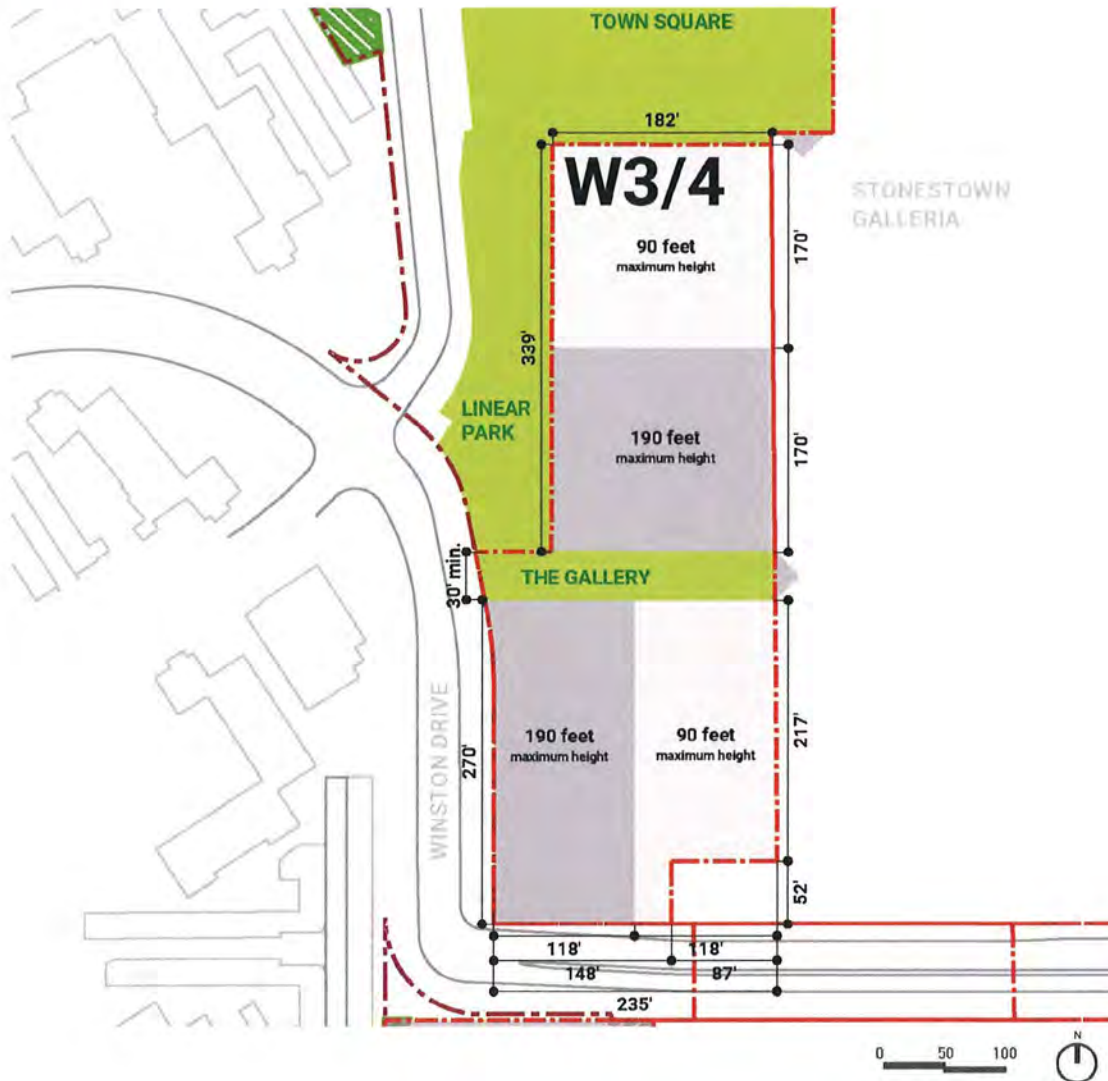 TOWN SQUARE
182'
W3/4
STONESTOWN
GALLERIA
90 feet
maximum height
170'
339'
LINEAR
PARK
190 feet
maximum height
170'
30' min.
THE GALLERY
WINSTON DRIVE
270'
190 feet
maximum height
90 feet
maximum height
217'
52'
118'
118'
148'
87'
235'
0
50
100
N